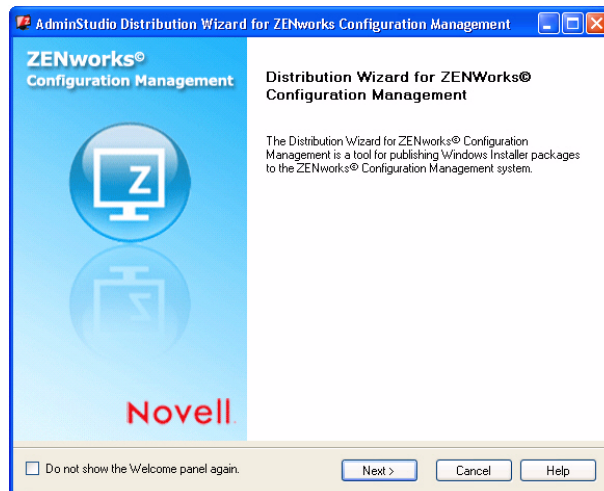 AdminStudio Distribution Wizard for ZENworks Configuration Management
ZENworks©
Configuration Management
Z
Z
Novell.
Distribution Wizard for ZENWorks©
Configuration Management
The Distribution Wizard for ZENworks© Configuration
Management is a tool for publishing Windows Installer packages
to the ZENworks© Configuration Management system.
Do not show the Welcome panel again.
Next >
Cancel
Help